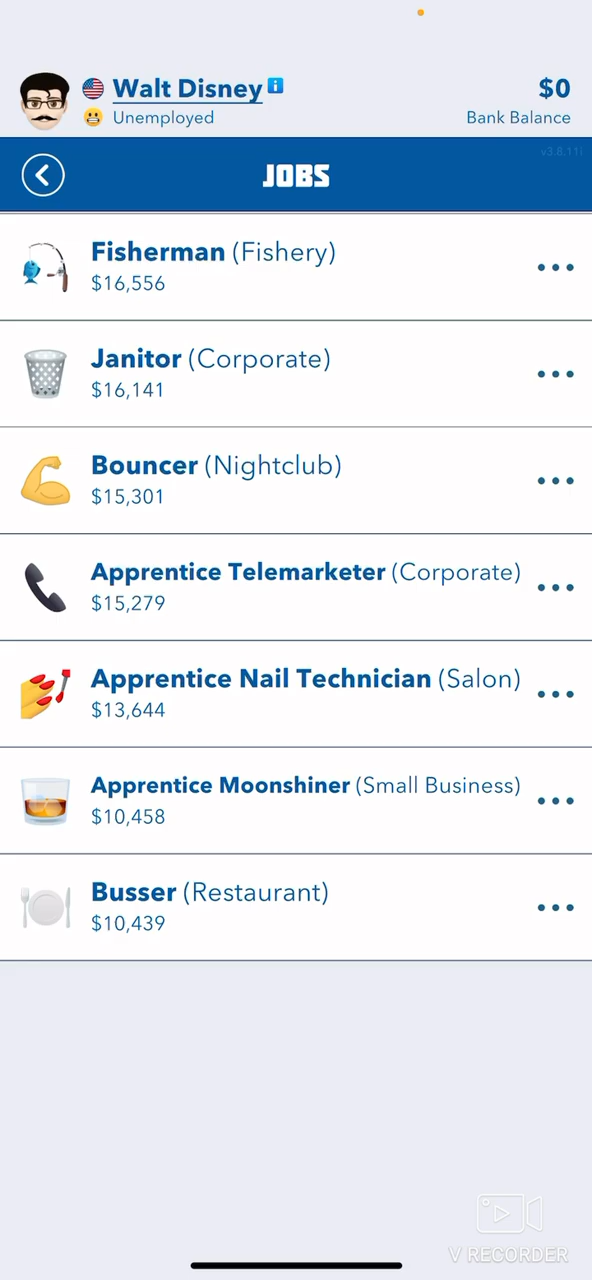 Walt Disney i
$0
Unemployed
Bank Balance
v3.8.11i
JOBS
Fisherman (Fishery)
$16,556
Janitor (Corporate)
$16,141
Bouncer (Nightclub)
$15,301
Apprentice Telemarketer (Corporate)
$15,279
Apprentice Nail Technician (Salon)
$13,644
Apprentice Moonshiner (Small Business)
$10,458
Busser (Restaurant)
$10,439
V RECORDER